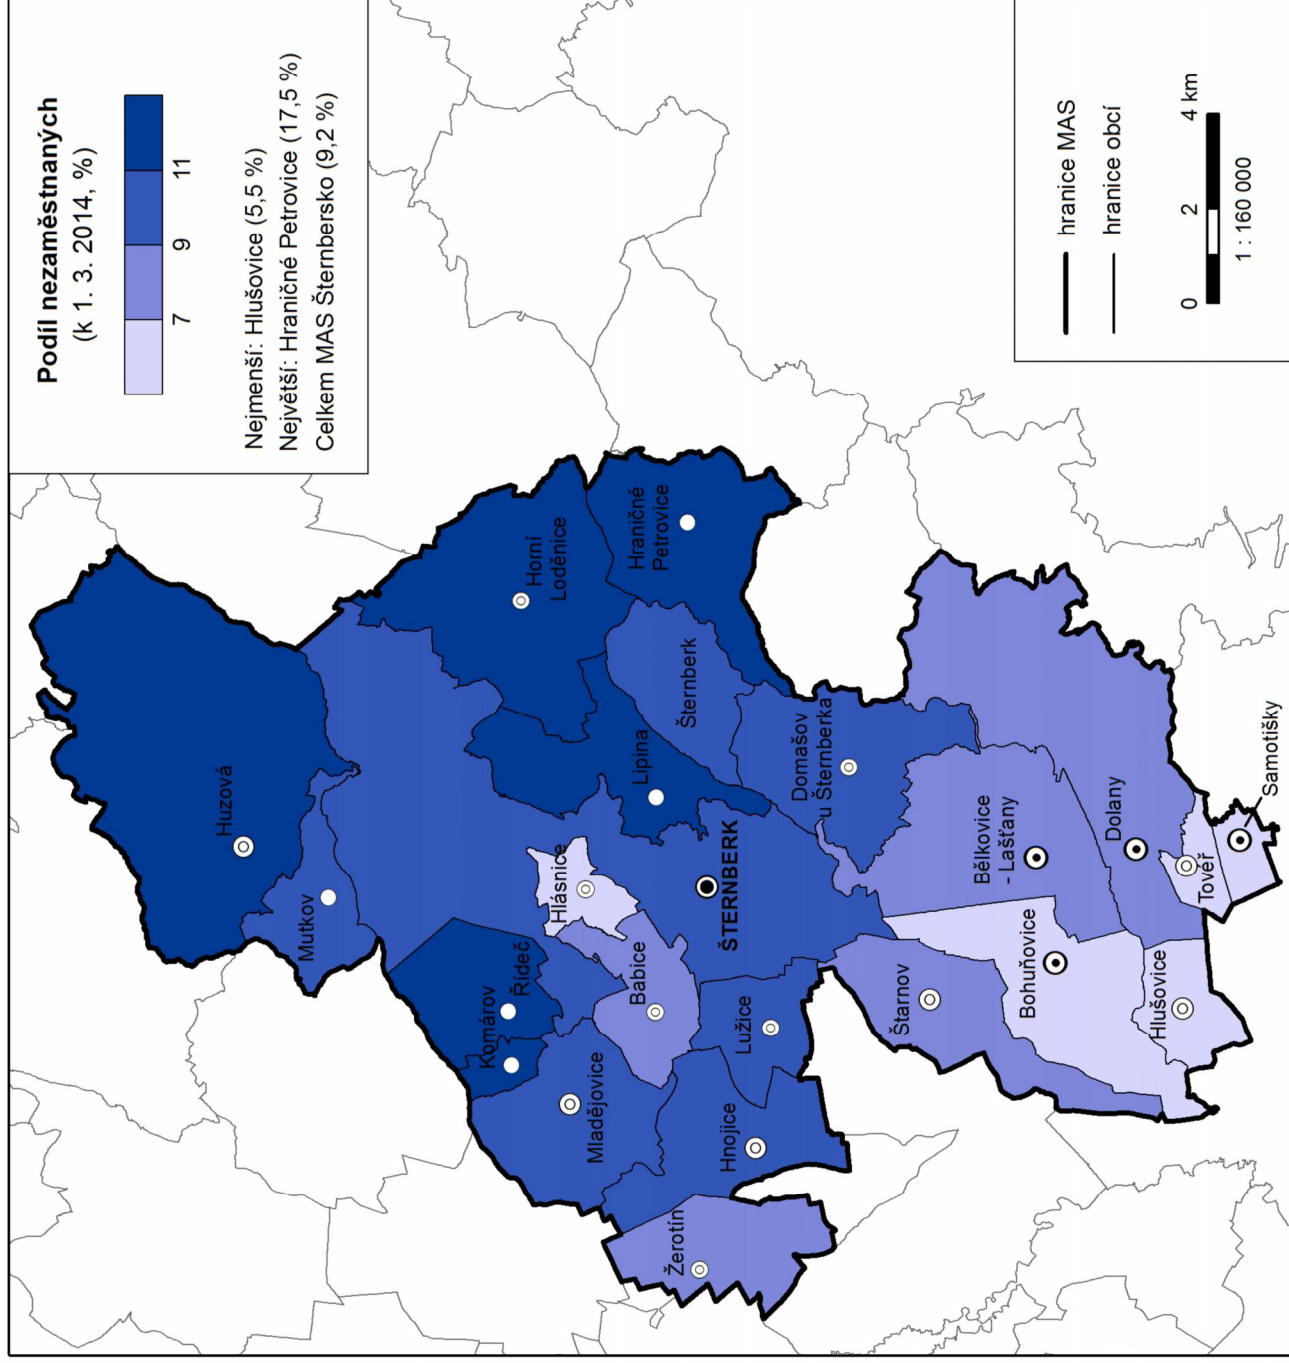 Podíl nezaměstnaných
(k 1. 3. 2014, %)
7
9
11
Nejmenší: Hlušovice (5,5 %)
Největší: Hraničné Petrovice (17,5 %)
Celkem MAS Šternbersko (9,2 %)
Huzová
Mutkov
Horní
Loděnice
Hraničné
Petrovice
Šternberk
Lipina
Domašov
u Šternberka
Hlásnice
ŠTERNBERK
Řídeč
Komárov
Babice
Mladějovice
Lužice
Hnojice
Žerotín
Štarnov
Bělkovice
- Lašťany
Bohuňovice
Dolany
Hlušovice
Tověř
Samotišky
hranice MAS
hranice obcí
0
2
4 km
1 : 160 000